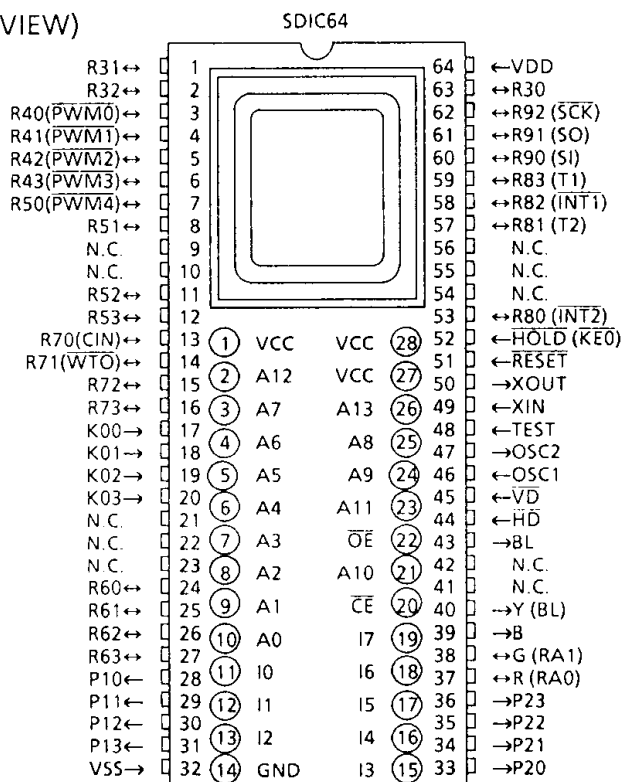 VIEW)
SDIC64
R31↔ 1 64 ←VDD
R32↔ 2 63 ↔R30
R40(PWM0)↔ 3 62 ↔R92 (SCK)
R41(PWM1)↔ 4 61 ↔R91 (SO)
R42(PWM2)↔ 5 60 ↔R90 (SI)
R43(PWM3)↔ 6 59 ↔R83 (T1)
R50(PWM4)↔ 7 58 ↔R82 (INT1)
R51↔ 8 57 ↔R81 (T2)
N.C. 9 56 N.C.
N.C. 10 55 N.C.
R52↔ 11 54 N.C.
R53↔ 12 53 ↔R80 (INT2)
R70(CIN)↔ 13 1 VCC VCC 28 52 ←HOLD (KE0)
R71(WTO)↔ 14 51 ←RESET
R72↔ 15 2 A12 VCC 27 50 →XOUT
R73↔ 16 3 A7 A13 26 49 ←XIN
K00→ 17 48 ←TEST
K01→ 18 4 A6 A8 25 47 →OSC2
K02→ 19 5 A5 A9 24 46 ←OSC1
K03→ 20 45 ←VD
N.C. 21 6 A4 A11 23 44 ←HD
N.C. 22 7 A3 OE 22 43 →BL
N.C. 23 8 A2 A10 21 42 N.C.
R60↔ 24 41 N.C.
R61↔ 25 9 A1 CE 20 40 →Y (BL)
R62↔ 26 10 A0 I7 19 39 →B
R63↔ 27 38 ↔G (RA1)
P10← 28 11 I0 I6 18 37 ↔R (RA0)
P11← 29 12 I1 I5 17 36 →P23
P12← 30 35 →P22
P13← 31 13 I2 I4 16 34 →P21
VSS→ 32 14 GND I3 15 33 →P20